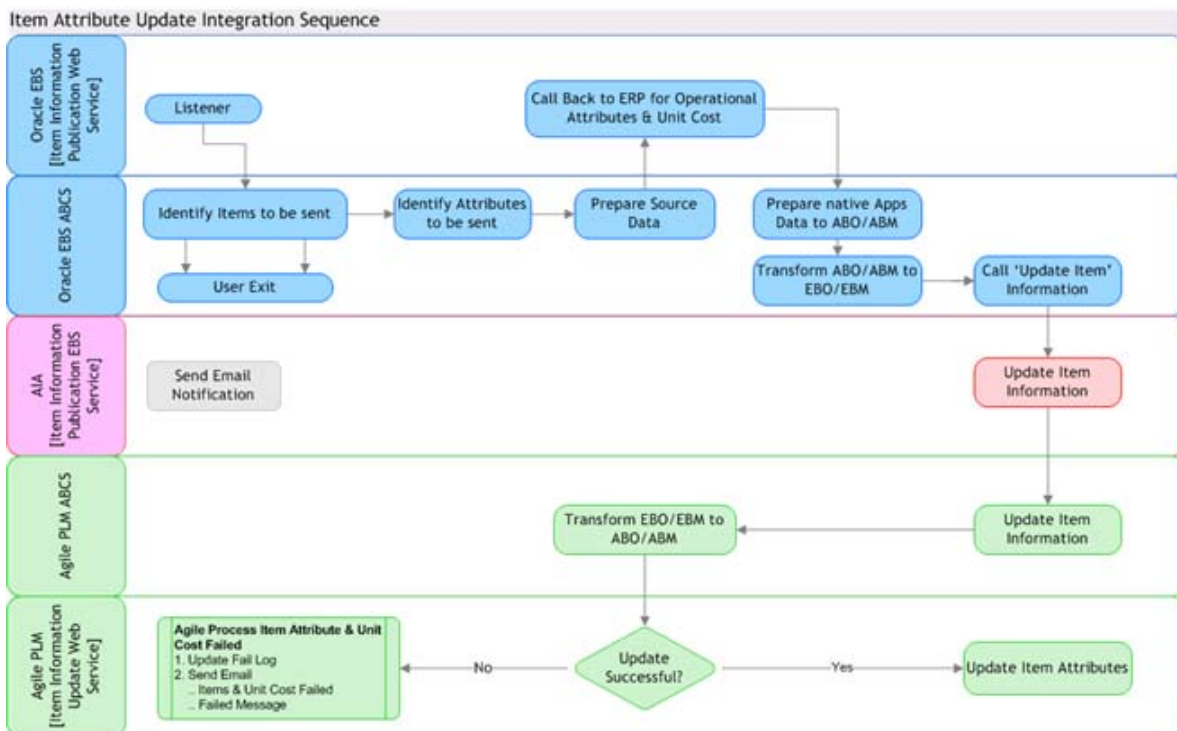 Item Attribute Update Integration Sequence
Oracle EBS
[Item Information
Publication Web
Service]
Listener
Call Back to ERP for Operational
Attributes & Unit Cost
Oracle EBS ABCS
Identify Items to be sent
Identify Attributes
to be sent
Prepare Source
Data
Prepare native Apps
Data to ABO/ABM
User Exit
Transform ABO/ABM to
EBO/EBM
Call ‘Update Item’
Information
AIA
[Item Information
Publication EBS
Service]
Send Email
Notification
Update Item
Information
Agile PLM ABCS
Transform EBO/EBM to
ABO/ABM
Update Item
Information
Agile PLM
[Item Information
Update Web
Service]
Agile Process Item Attribute & Unit
Cost Failed
1. Update Fail Log
2. Send Email
.. Items & Unit Cost Failed
.. Failed Message
No
Update
Successful?
Yes
Update Item Attributes